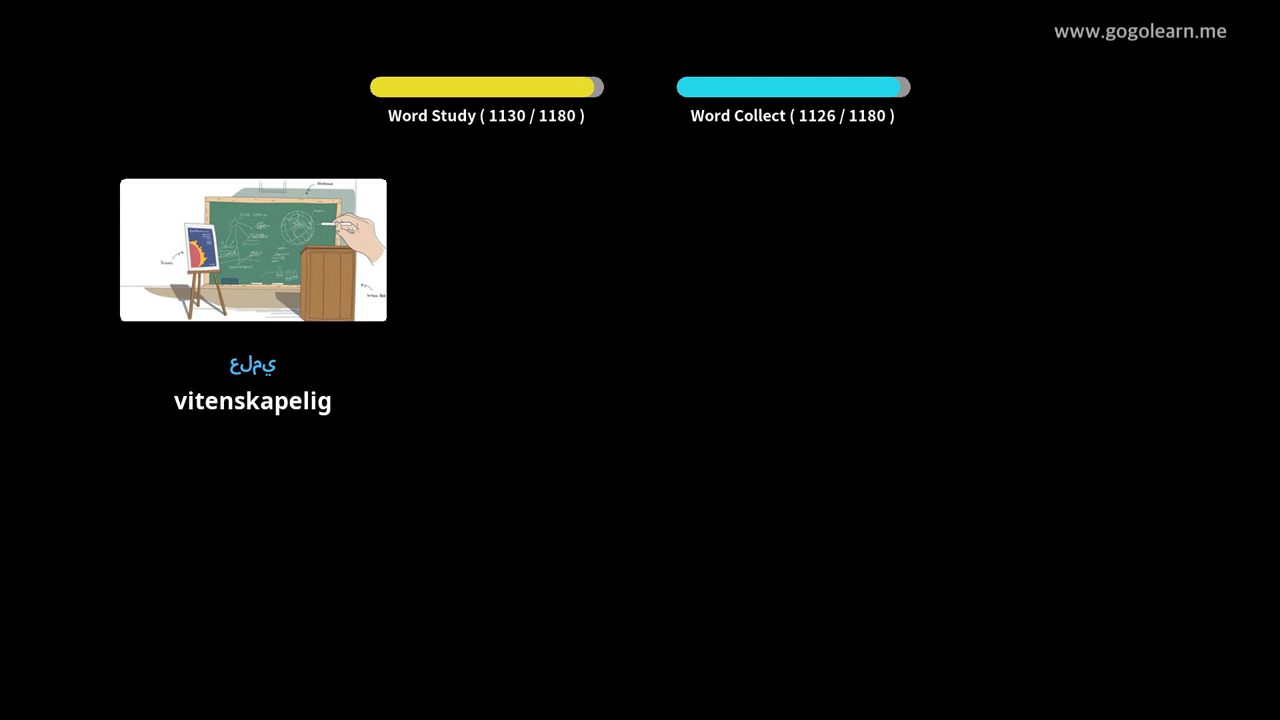 www.gogolearn.me
Word Study ( 1130 / 1180 )
Word Collect ( 1126 / 1180 )
علمي
vitenskapelig